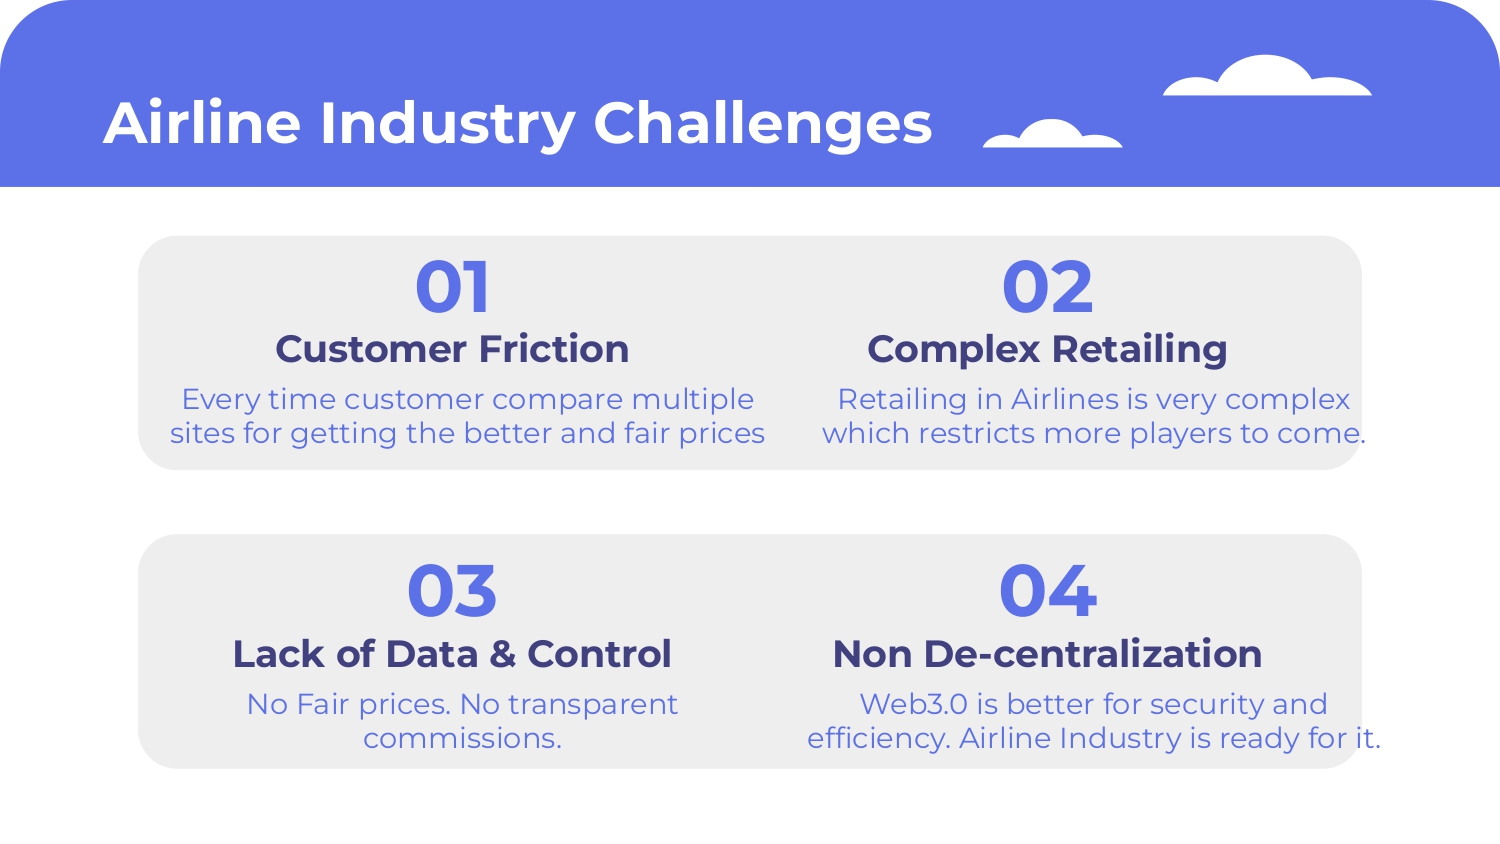 Airline Industry Challenges
01
Customer Friction
Every time customer compare multiple
sites for getting the better and fair prices
02
Complex Retailing
Retailing in Airlines is very complex
which restricts more players to come.
03
Lack of Data & Control
No Fair prices. No transparent
commissions.
04
Non De-centralization
Web3.0 is better for security and
efficiency. Airline Industry is ready for it.